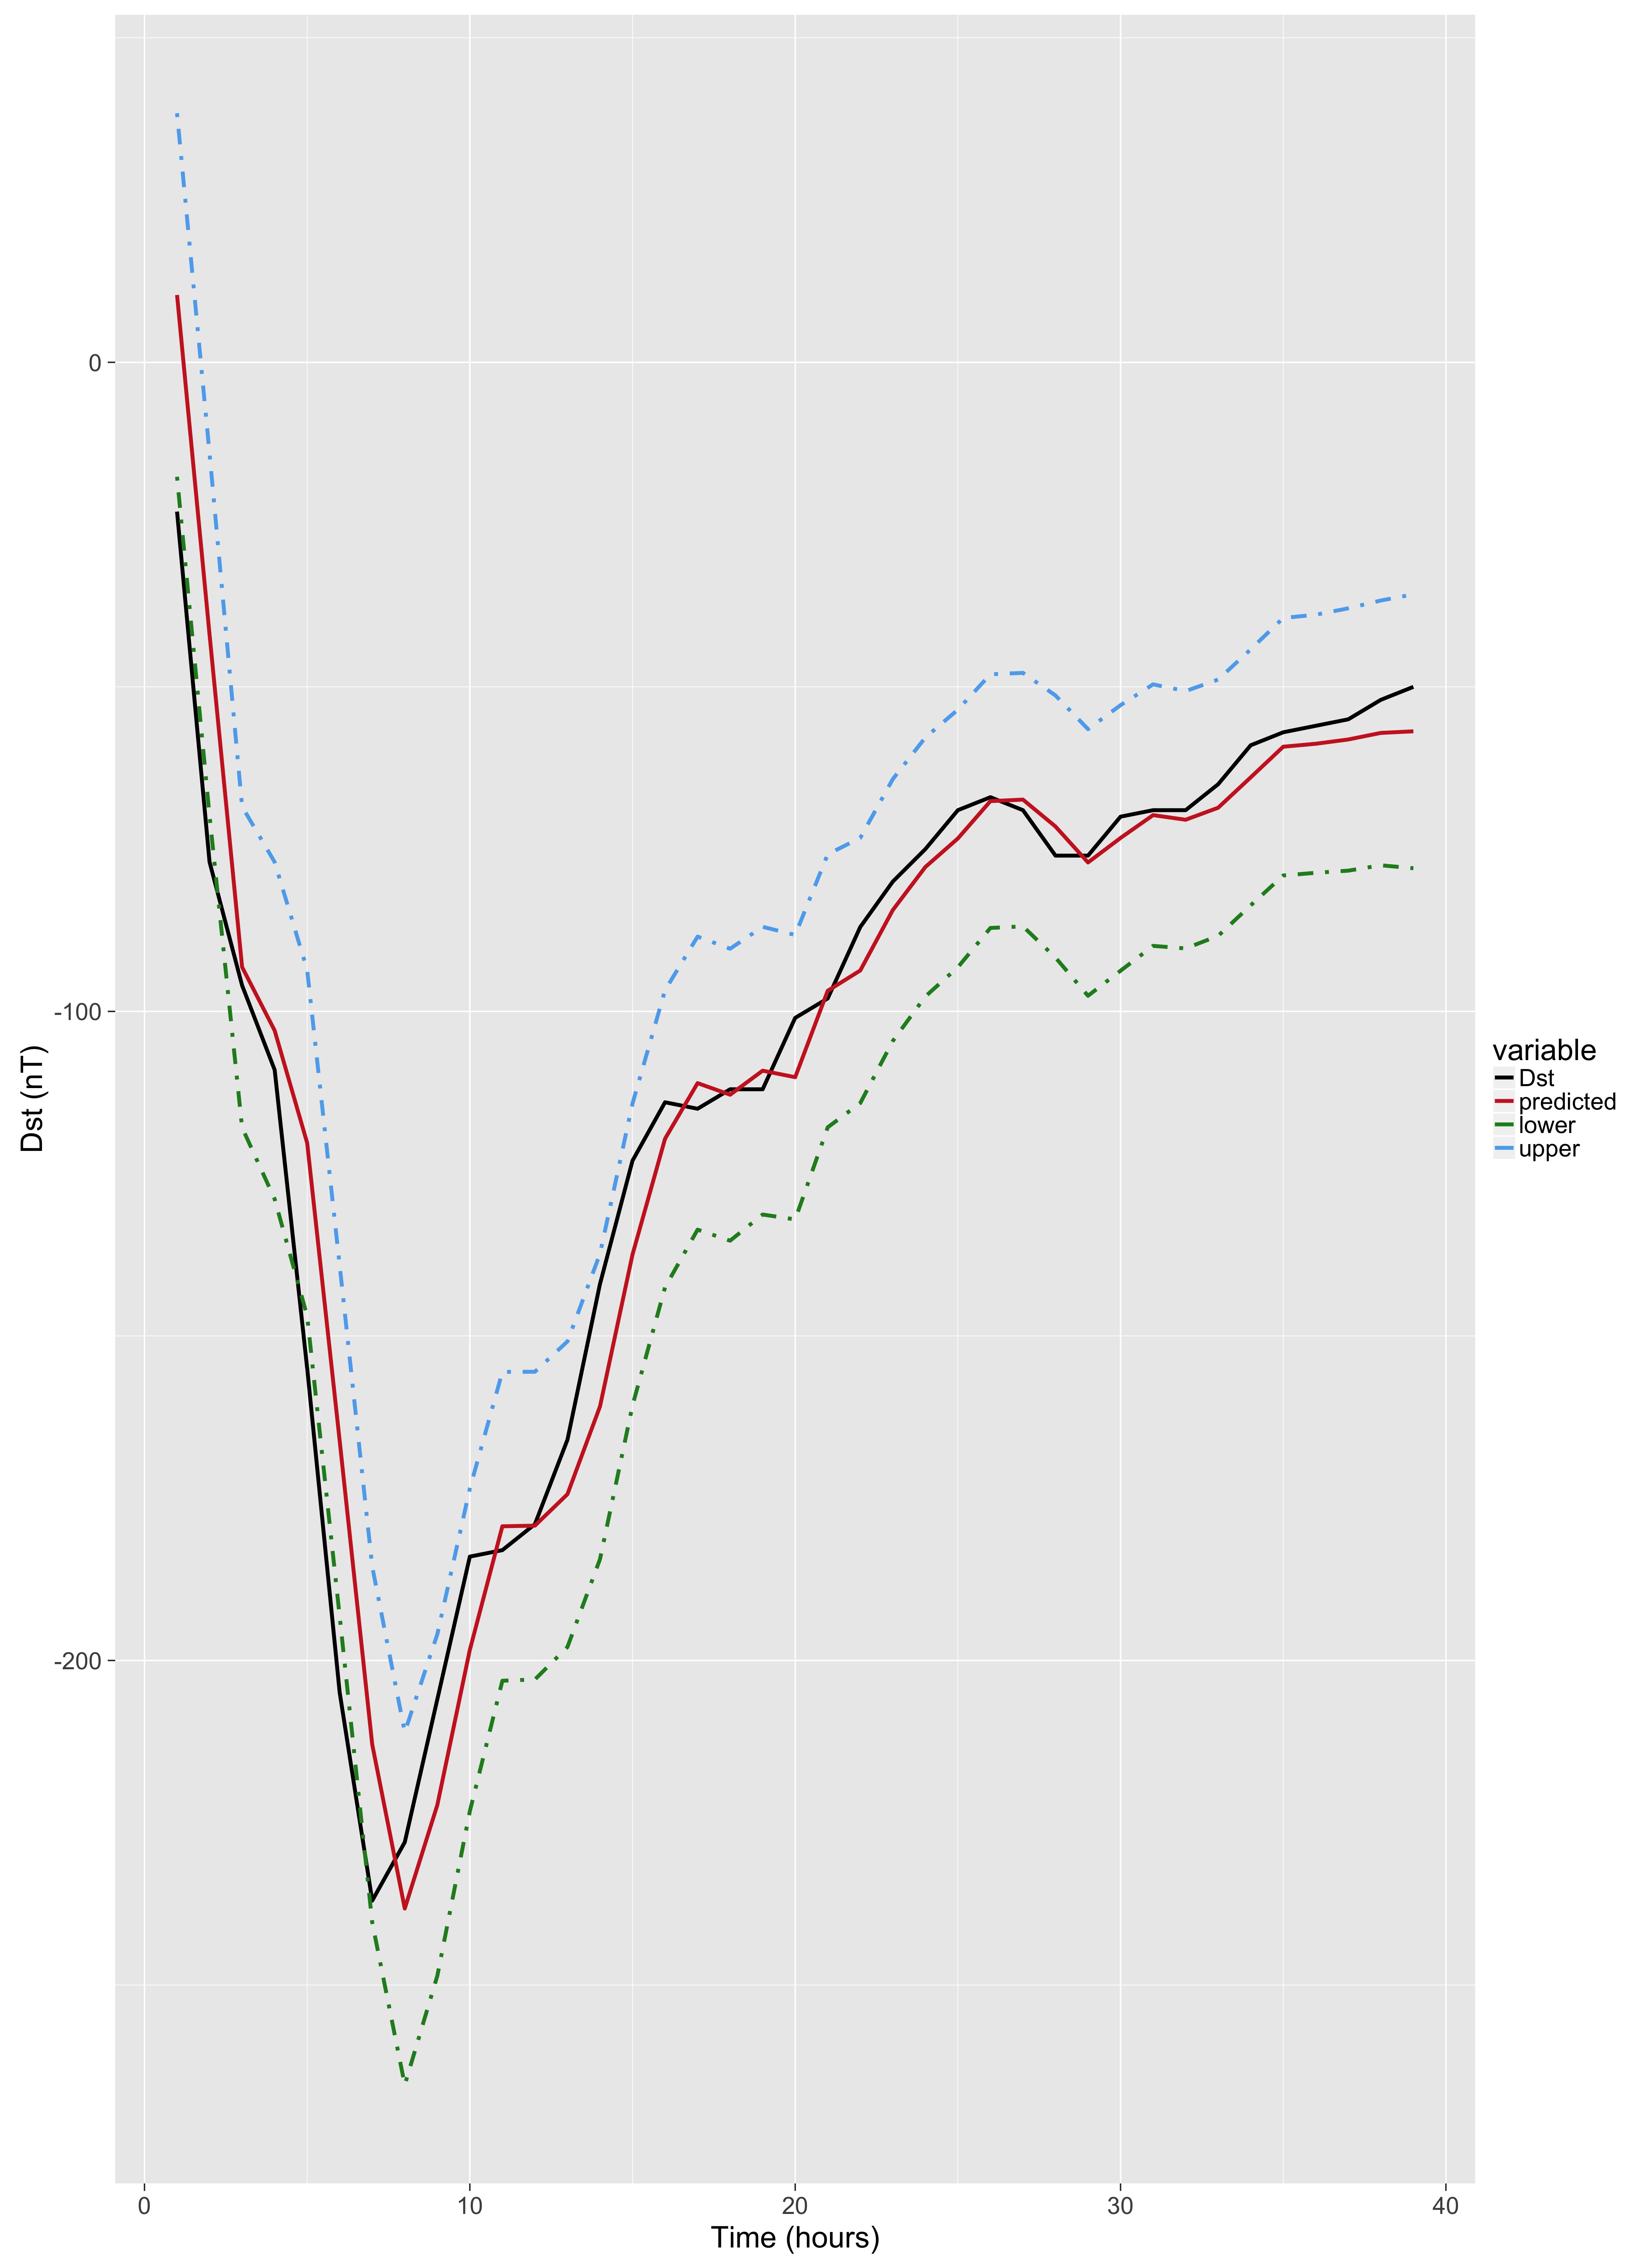 0
-100
-200
Dst (nT)
0 10 20 30 40
Time (hours)
variable
Dst
predicted
lower
upper